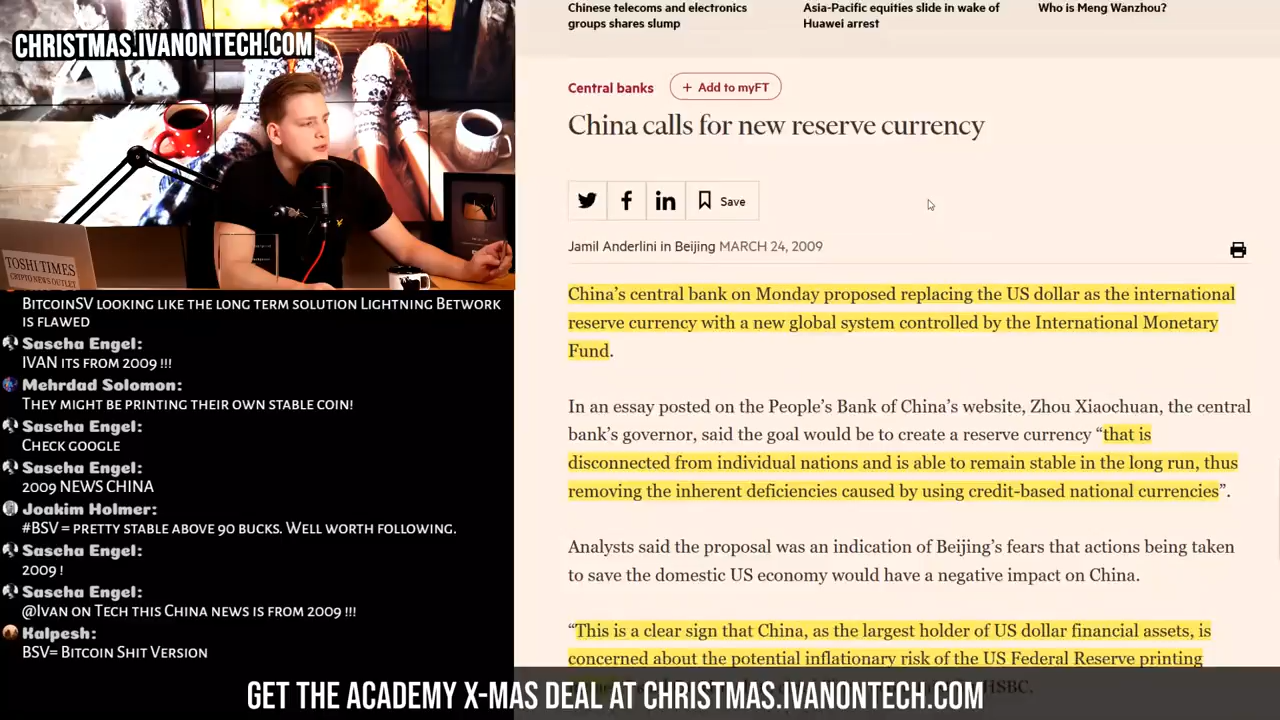 CHRISTMAS.IVANONTECH.COM
TOSHI TIMES
CRYPTO NEWS OUTLET
BitcoinSV looking like the long term solution Lightning Betwork
is flawed
Sascha Engel:
IVAN its from 2009 !!!
Mehrdad Solomon:
They might be printing their own stable coin!
Sascha Engel:
Check google
Sascha Engel:
2009 NEWS CHINA
Joakim Holmer:
#BSV = pretty stable above 90 bucks. Well worth following.
Sascha Engel:
2009 !
Sascha Engel:
@Ivan on Tech this China news is from 2009 !!!
Kalpesh:
BSV= Bitcoin Shit Version
Chinese telecoms and electronics
groups shares slump
Asia-Pacific equities slide in wake of
Huawei arrest
Who is Meng Wanzhou?
Central banks
+ Add to myFT
China calls for new reserve currency
Save
Jamil Anderlini in Beijing MARCH 24, 2009
China's central bank on Monday proposed replacing the US dollar as the international
reserve currency with a new global system controlled by the International Monetary
Fund.
In an essay posted on the People's Bank of China's website, Zhou Xiaochuan, the central
bank's governor, said the goal would be to create a reserve currency “that is
disconnected from individual nations and is able to remain stable in the long run, thus
removing the inherent deficiencies caused by using credit-based national currencies”.
Analysts said the proposal was an indication of Beijing's fears that actions being taken
to save the domestic US economy would have a negative impact on China.
“This is a clear sign that China, as the largest holder of US dollar financial assets, is
concerned about the potential inflationary risk of the US Federal Reserve printing
HSBC.
GET THE ACADEMY X-MAS DEAL AT CHRISTMAS.IVANONTECH.COM